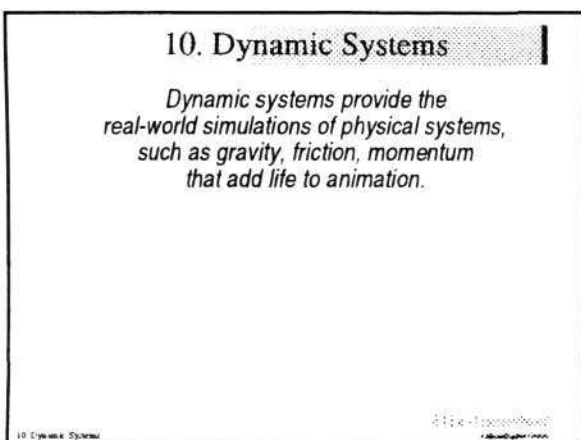 10. Dynamic Systems
Dynamic systems provide the
real-world simulations of physical systems,
such as gravity, friction, momentum
that add life to animation.
10 Dynamic Systems